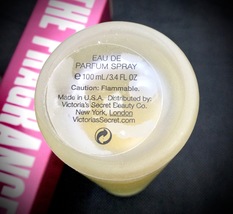 THE FRAGRANCE
EAU DE
PARFUM SPRAY
℮ 100 mL/3.4 FL OZ
Caution: Flammable.
Made in U.S.A. Distributed by:
Victoria's Secret Beauty Co.
New York, London
VictoriasSecret.com